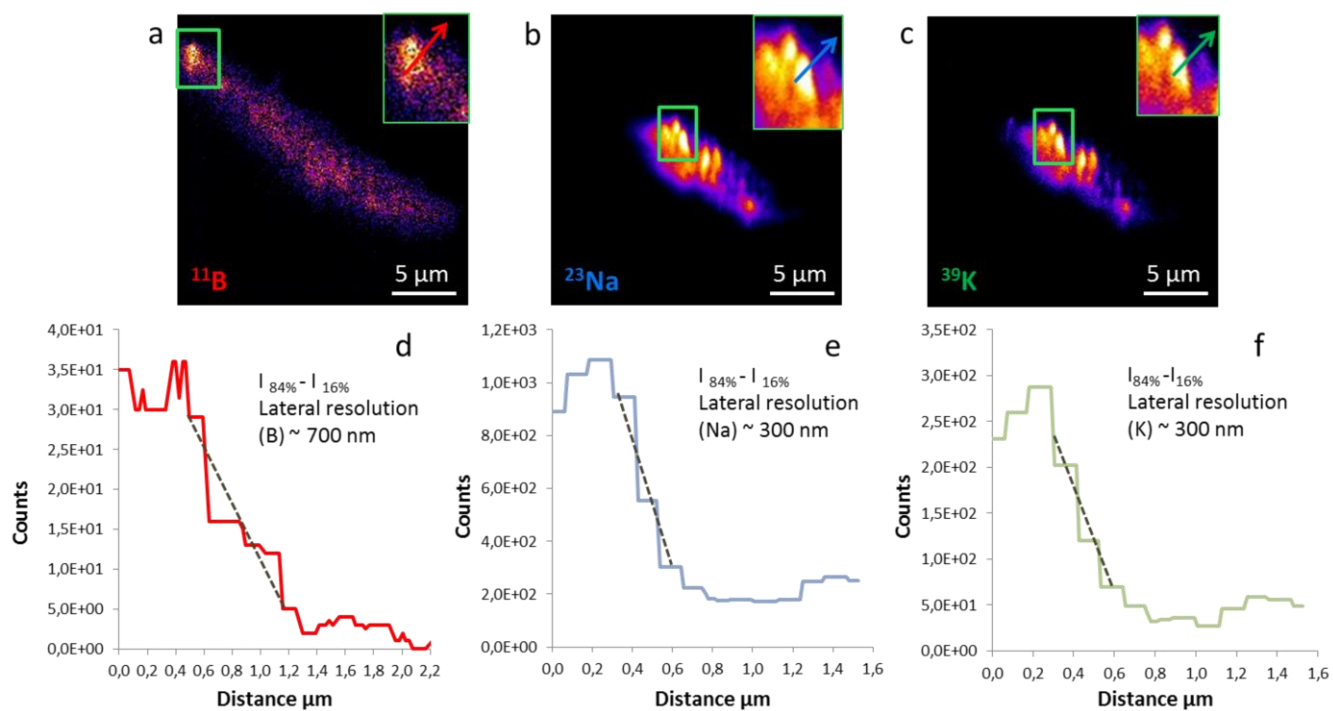 a
b
c
¹¹B
5 µm
²³Na
5 µm
³⁹K
5 µm
d
4,0E+01
3,5E+01
3,0E+01
2,5E+01
2,0E+01
1,5E+01
1,0E+01
5,0E+00
0,0E+00
Counts
I 84% - I 16%
Lateral resolution
(B) ~ 700 nm
0,0 0,2 0,4 0,6 0,8 1,0 1,2 1,4 1,6 1,8 2,0 2,2
Distance µm
e
1,2E+03
1,0E+03
8,0E+02
6,0E+02
4,0E+02
2,0E+02
0,0E+00
Counts
I 84% - I 16%
Lateral resolution
(Na) ~ 300 nm
0,0 0,2 0,4 0,6 0,8 1,0 1,2 1,4 1,6
Distance µm
f
3,5E+02
3,0E+02
2,5E+02
2,0E+02
1,5E+02
1,0E+02
5,0E+01
0,0E+00
Counts
I84%-I16%
Lateral resolution
(K) ~ 300 nm
0,0 0,2 0,4 0,6 0,8 1,0 1,2 1,4 1,6
Distance µm